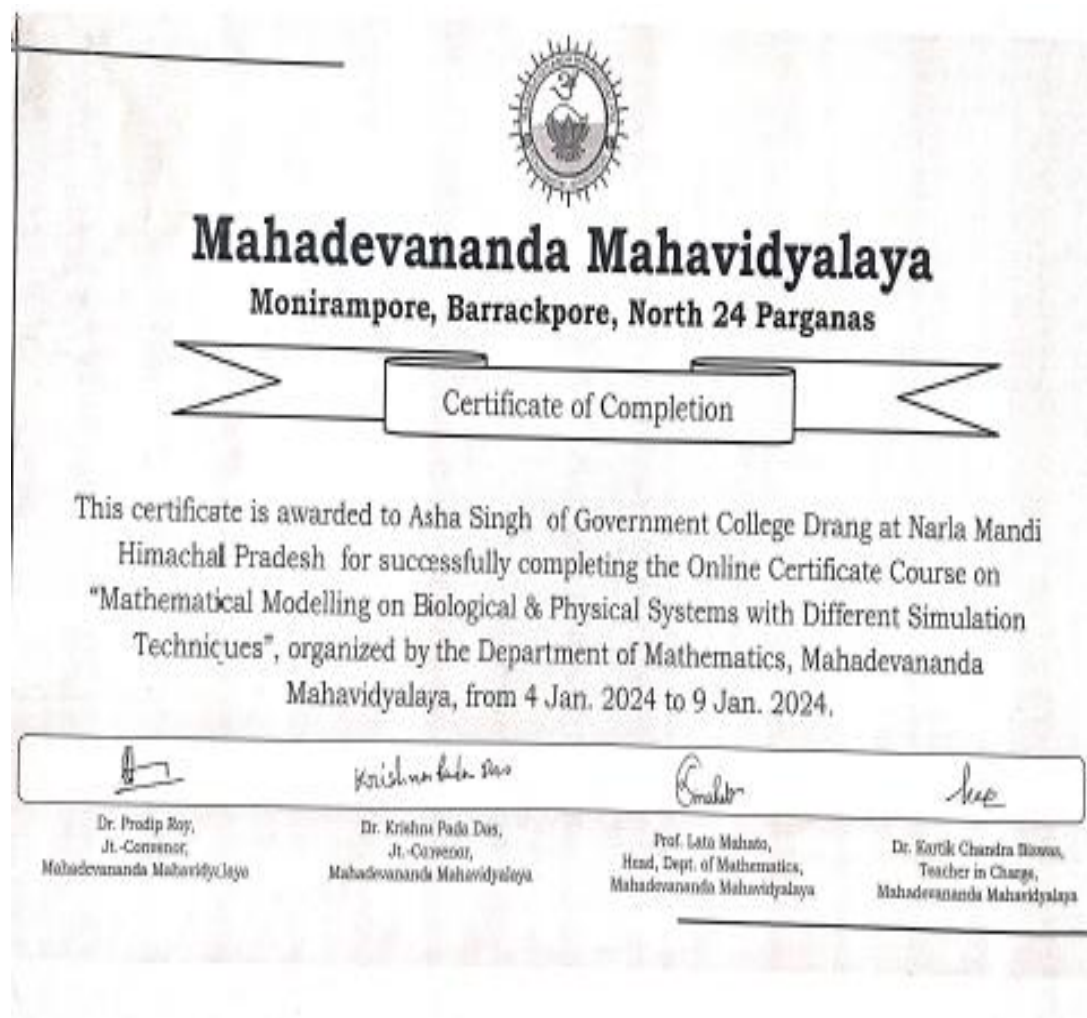 Mahadevananda Mahavidyalaya
Monirampore, Barrackpore, North 24 Parganas
Certificate of Completion
This certificate is awarded to Asha Singh of Government College Drang at Narla Mandi
Himachal Pradesh for successfully completing the Online Certificate Course on
"Mathematical Modelling on Biological & Physical Systems with Different Simulation
Techniques", organized by the Department of Mathematics, Mahadevananda
Mahavidyalaya, from 4 Jan. 2024 to 9 Jan. 2024.
Krishna Pada Das
Dr. Prodip Roy,
Jt.-Convenor,
Mahadevananda Mahavidyalaya
Dr. Krishna Pada Das,
Jt.-Convenor,
Mahadevananda Mahavidyalaya
Prof. Lata Mahato,
Head, Dept. of Mathematics,
Mahadevananda Mahavidyalaya
Dr. Kartik Chandra Biswas,
Teacher in Charge,
Mahadevananda Mahavidyalaya